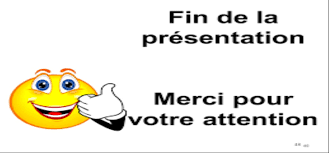 Fin de la
présentation
Merci pour
votre attention